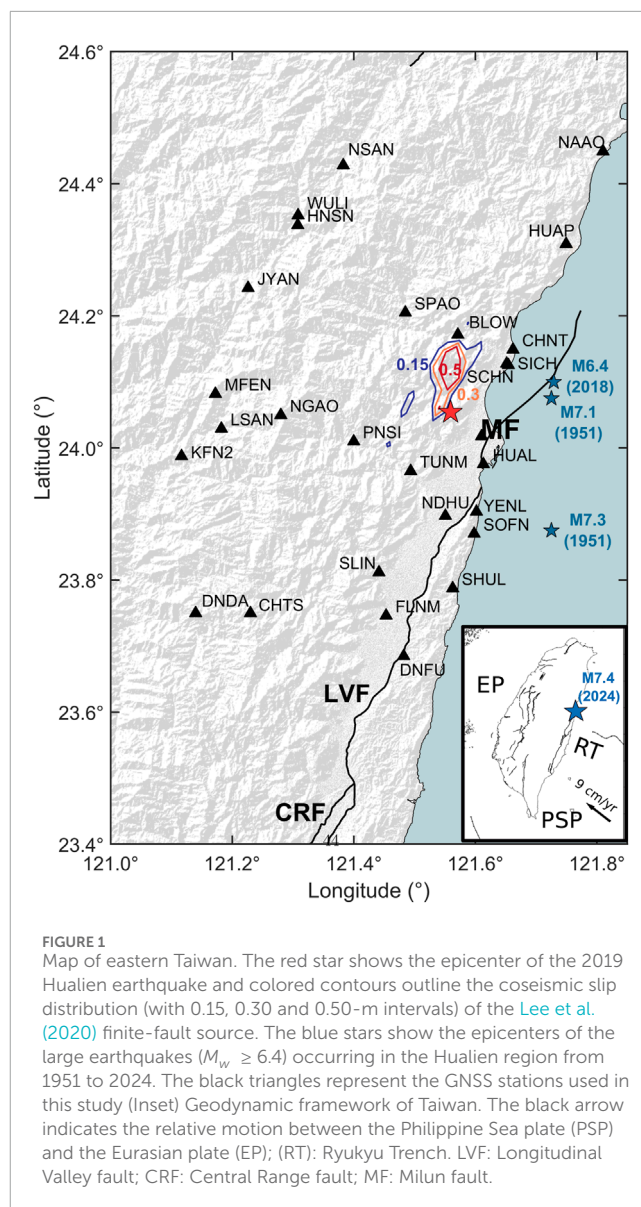 24.6°
24.4°
24.2°
24.0°
23.8°
23.6°
23.4°
Latitude (°)
121.0°
121.2°
121.4°
121.6°
121.8°
Longitude (°)
NAAO
NSAN
WULI
HNSN
HUAP
JYAN
SPAO
BLOW
CHNT
0.15
0.5
SICH
SCHN
M6.4
(2018)
0.3
M7.1
(1951)
MFEN
NGAO
LSAN
PNSI
MF
KFN2
TUNM
HUAL
NDHU
YENL
SOFN
M7.3
(1951)
SLIN
SHUL
DNDA
CHTS
FLNM
DNFU
LVF
CRF
EP
M7.4
(2024)
RT
9 cm/yr
PSP
FIGURE 1
Map of eastern Taiwan. The red star shows the epicenter of the 2019
Hualien earthquake and colored contours outline the coseismic slip
distribution (with 0.15, 0.30 and 0.50-m intervals) of the Lee et al.
(2020) finite-fault source. The blue stars show the epicenters of the
large earthquakes (Mw ≥ 6.4) occurring in the Hualien region from
1951 to 2024. The black triangles represent the GNSS stations used in
this study (Inset) Geodynamic framework of Taiwan. The black arrow
indicates the relative motion between the Philippine Sea plate (PSP)
and the Eurasian plate (EP); (RT): Ryukyu Trench. LVF: Longitudinal
Valley fault; CRF: Central Range fault; MF: Milun fault.